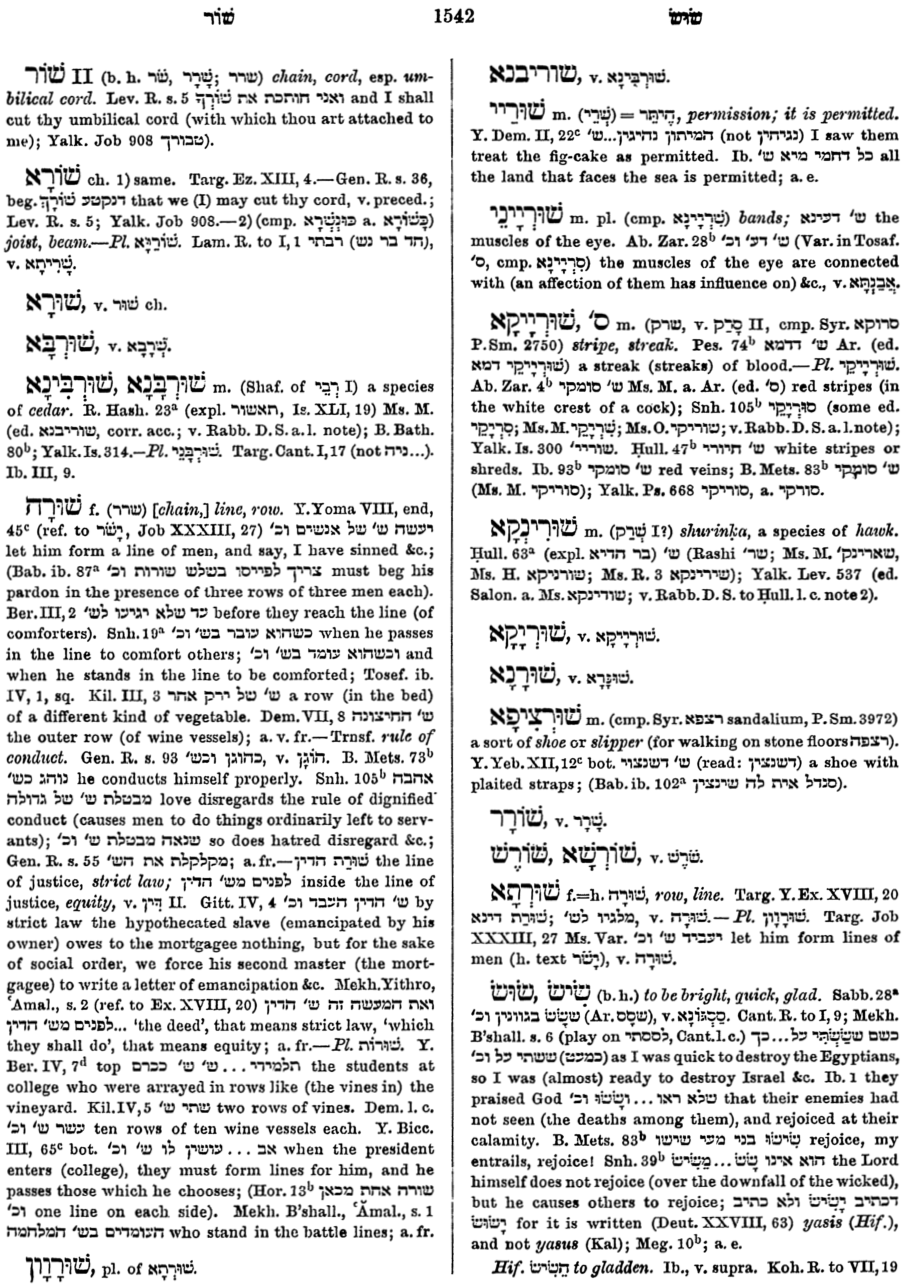 שׁוֹר 1542 שׂוּשׂ
שׁוֹר II (b. h. שֹׁר, שָׁרֶר; שרר) chain, cord, esp. um-
bilical cord. Lev. R. s. 5 ואני חותכת את שׁוֹרְךָ and I shall
cut thy umbilical cord (with which thou art attached to
me); Yalk. Job 908 טבורך).
שׁוֹרָא ch. 1) same. Targ. Ez. XIII, 4.—Gen. R. s. 36,
beg. דנקטע שׁוֹרָךְ that we (I) may cut thy cord, v. preced.;
Lev. R. s. 5; Yalk. Job 908.—2) (cmp. כְּשׁוּרָא a.
joist, beam.—Pl. שׁוֹרַיָּא. Lam. R. to I, 1 רבתי (חד בר נש),
v. שָׁרִיתָא.
שׁוּרָא, v. שׁוּר ch.
שׁוּרְבָּא, v. שָׁרָבָא.
שׁוּרְבָּנָא, שׁוּרְבִּינָא m. (Shaf. of רְבֵי I) a species
of cedar. R. Hash. 23ᵃ (expl. תאשור, Is. XLI, 19) Ms. M.
(ed. שוריבנא, corr. acc.; v. Rabb. D. S. a. l. note); B. Bath.
80ᵇ; Yalk. Is. 314.—Pl. שׁוּרְבָּנֵי. Targ. Cant. I, 17 (not ניה...).
Ib. III, 9.
שׁוּרָה f. (שרר) [chain,] line, row. Y. Yoma VIII, end,
45ᶜ (ref. to יָשֹׁר, Job XXXIII, 27) יעשה ש' של אנשים וכ'
let him form a line of men, and say, I have sinned &c.;
(Bab. ib. 87ᵃ צריך לפייסו בשלש שורות וכ' must beg his
pardon in the presence of three rows of three men each).
Ber. III, 2 עד שלא יגיעו לש' before they reach the line (of
comforters). Snh. 19ᵃ כשהוא עובר בש' וכ' when he passes
in the line to comfort others; וכשהוא עומד בש' וכ' and
when he stands in the line to be comforted; Tosef. ib.
IV, 1, sq. Kil. III, 3 ש' של ירק אחר a row (in the bed)
of a different kind of vegetable. Dem. VII, 8 ש' החיצונה
the outer row (of wine vessels); a. v. fr.—Trnsf. rule of
conduct. Gen. R. s. 93 כהוגן וכש', v. הוֹגֶן. B. Mets. 73ᵇ
נוהג כש' he conducts himself properly. Snh. 105ᵇ אהבה
מבטלת ש' של גדולה love disregards the rule of dignified
conduct (causes men to do things ordinarily left to serv-
ants); שנאה מבטלת ש' וכ' so does hatred disregard &c.;
Gen. R. s. 55 מקלקלת את הש'; a. fr.—שׁוּרַת הדין the line
of justice, strict law; לפנים מש' הדין inside the line of
justice, equity, v. דִּין II. Gitt. IV, 4 ש' הדין העבד וכ' by
strict law the hypothecated slave (emancipated by his
owner) owes to the mortgagee nothing, but for the sake
of social order, we force his second master (the mort-
gagee) to write a letter of emancipation &c. Mekh. Yithro,
ʿAmal., s. 2 (ref. to Ex. XVIII, 20) ואת המעשה זה ש' הדין
לפנים מש' הדין... 'the deed', that means strict law, 'which
they shall do', that means equity; a. fr.—Pl. שׁוּרוֹת. Y.
Ber. IV, 7ᵈ top תלמידי... ש' ש' ככרם the students at
college who were arrayed in rows like (the vines in) the
vineyard. Kil. IV, 5 שתי ש' two rows of vines. Dem. l. c.
עשר ש' וכ' ten rows of ten wine vessels each. Y. Bicc.
III, 65ᶜ bot. אב ... עושין לו ש' וכ' when the president
enters (college), they must form lines for him, and he
passes those which he chooses; (Hor. 13ᵇ שורה אחת מכאן
וכ' one line on each side). Mekh. B'shall., ʿĂmal., s. 1
העומדים בש' המלחמה who stand in the battle lines; a. fr.
שׁוּרָוָון, pl. of שׁוּרְתָא.
שוריבנא, v. שׁוּרְבִּינָא.
שׁוּרַיי m. (שְׁרֵי) = הֶיתֵּר, permission; it is permitted.
Y. Dem. II, 22ᶜ המיתון נהיגין...ש' (not נגיחין) I saw them
treat the fig-cake as permitted. Ib. כל דחמי מיא ש' all
the land that faces the sea is permitted; a. e.
שׁוּרְיָינֵי m. pl. (cmp. שִׁרְיָינָא) bands; ש' דעינא the
muscles of the eye. Ab. Zar. 28ᵇ ש' דע' וכ' (Var. in Tosaf.
ס', cmp. סִרְיָינָא) the muscles of the eye are connected
with (an affection of them has influence on) &c., v. אֲבַנְתָּא.
שׁוּרְיָיקָא, ס' m. (שרק, v. סָרַק II, cmp. Syr. סרוקא
P. Sm. 2750) stripe, streak. Pes. 74ᵇ ש' דדמא Ar. (ed.
שׁוּרְיָיקֵי דמא) a streak (streaks) of blood.—Pl. שׁוּרְיָיקֵי.
Ab. Zar. 4ᵇ ש' סומקי Ms. M. a. Ar. (ed. ס') red stripes (in
the white crest of a cock); Snh. 105ᵇ סוּרְיָקֵי (some ed.
סְרָיָקֵי; Ms. M. שְׁרָיָקֵי; Ms. O. שוריקי; v. Rabb. D. S. a. l. note);
Yalk. Is. 300 שוריי'. Ḥull. 47ᵇ ש' חיורי white stripes or
shreds. Ib. 93ᵇ ש' סומקי red veins; B. Mets. 83ᵇ ש' סוּמָקֵי
(Ms. M. סוריקי); Yalk. Ps. 668 סוריקי, a. סורקי.
שׁוּרִינְקָא m. (שָׁרַק I?) shurinḳa, a species of hawk.
Ḥull. 63ᵃ (expl. בר חדיא) ש' (Rashi שר'; Ms. M. שארינק',
Ms. H. שורניקא; Ms. R. 3 שירינקא); Yalk. Lev. 537 (ed.
Salon. a. Ms. שודינקא; v. Rabb. D. S. to Ḥull. l. c. note 2).
שׁוּרְיָקָא, v. שׁוּרְיָיקָא.
שׁוּרָנָא, v. שׁוּנָּרָא.
שׁוּרְצִיפָא m. (cmp. Syr. רצפא sandalium, P. Sm. 3972)
a sort of shoe or slipper (for walking on stone floors רצפה).
Y. Yeb. XII, 12ᶜ bot. ש' דשנצוי (read: דשנצין) a shoe with
plaited straps; (Bab. ib. 102ᵃ סנדל אית לה שינצין).
שׁוֹרֶר, v. שָׁרֶר.
שׁוֹרְשָׁא, שׁוֹרֶשׁ, v. שֹׁרֶשׁ.
שׁוּרְתָא f.=h. שׁוּרָה, row, line. Targ. Y. Ex. XVIII, 20
שׁוּרַת דינא; מלגיו לש', v. שׁוּרָה.—Pl. שׁוּרָוָון. Targ. Job
XXXIII, 27 Ms. Var. יעביד ש' וכ' let him form lines of
men (h. text יָשֹׁר), v. שׁוּרָה.
שׂוּשׂ, שִׂישׂ (b. h.) to be bright, quick, glad. Sabb. 28ᵃ
שֶׁשָּׂשׂ בגוונין וכ' (Ar. שסס), v. סַסְגּוֹנָא. Cant. R. to I, 9; Mekh.
B'shall. s. 6 (play on לססתי, Cant. l. c.) כשם שֶׁשַּׂשְׂתִּי על...כך
(כמעט) ששתי על וכ' as I was quick to destroy the Egyptians,
so I was (almost) ready to destroy Israel &c. Ib. 1 they
praised God שלא ראו...וְשָׂשׂוּ וכ' that their enemies had
not seen (the deaths among them), and rejoiced at their
calamity. B. Mets. 83ᵇ שִׂישׂוּ בני מעי שישו rejoice, my
entrails, rejoice! Snh. 39ᵇ הוא אינו שָׂשׂ...מֵשִׂישׂ the Lord
himself does not rejoice (over the downfall of the wicked),
but he causes others to rejoice; דכתיב יָשִׂישׂ ולא כתיב
יָשׂוּשׂ for it is written (Deut. XXVIII, 63) yasis (Hif.),
and not yasus (Kal); Meg. 10ᵇ; a. e.
Hif. הֵשִׂישׂ to gladden. Ib., v. supra. Koh. R. to VII, 19